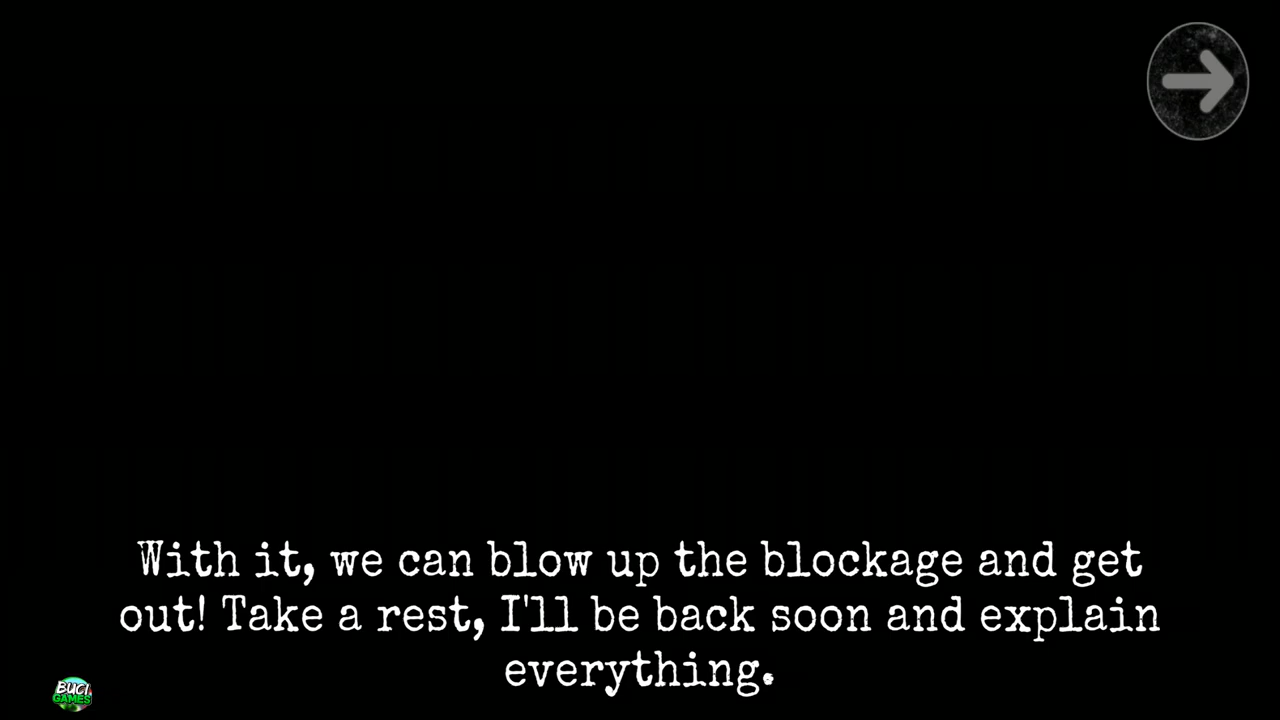 With it, we can blow up the blockage and get
out! Take a rest, I'll be back soon and explain
everything.
BUCI
GAMES